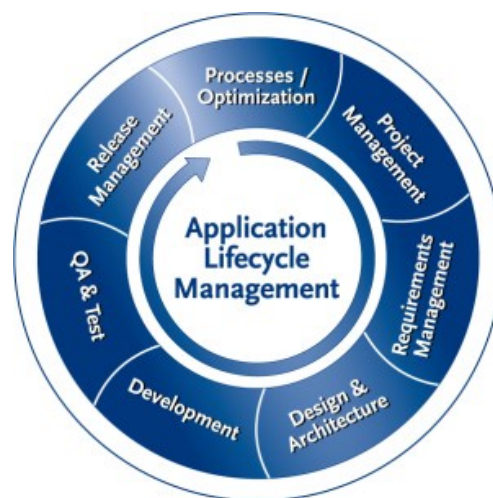 Processes /
Optimization
Project
Management
Requirements
Management
Design &
Architecture
Development
QA & Test
Release
Management
Application
Lifecycle
Management